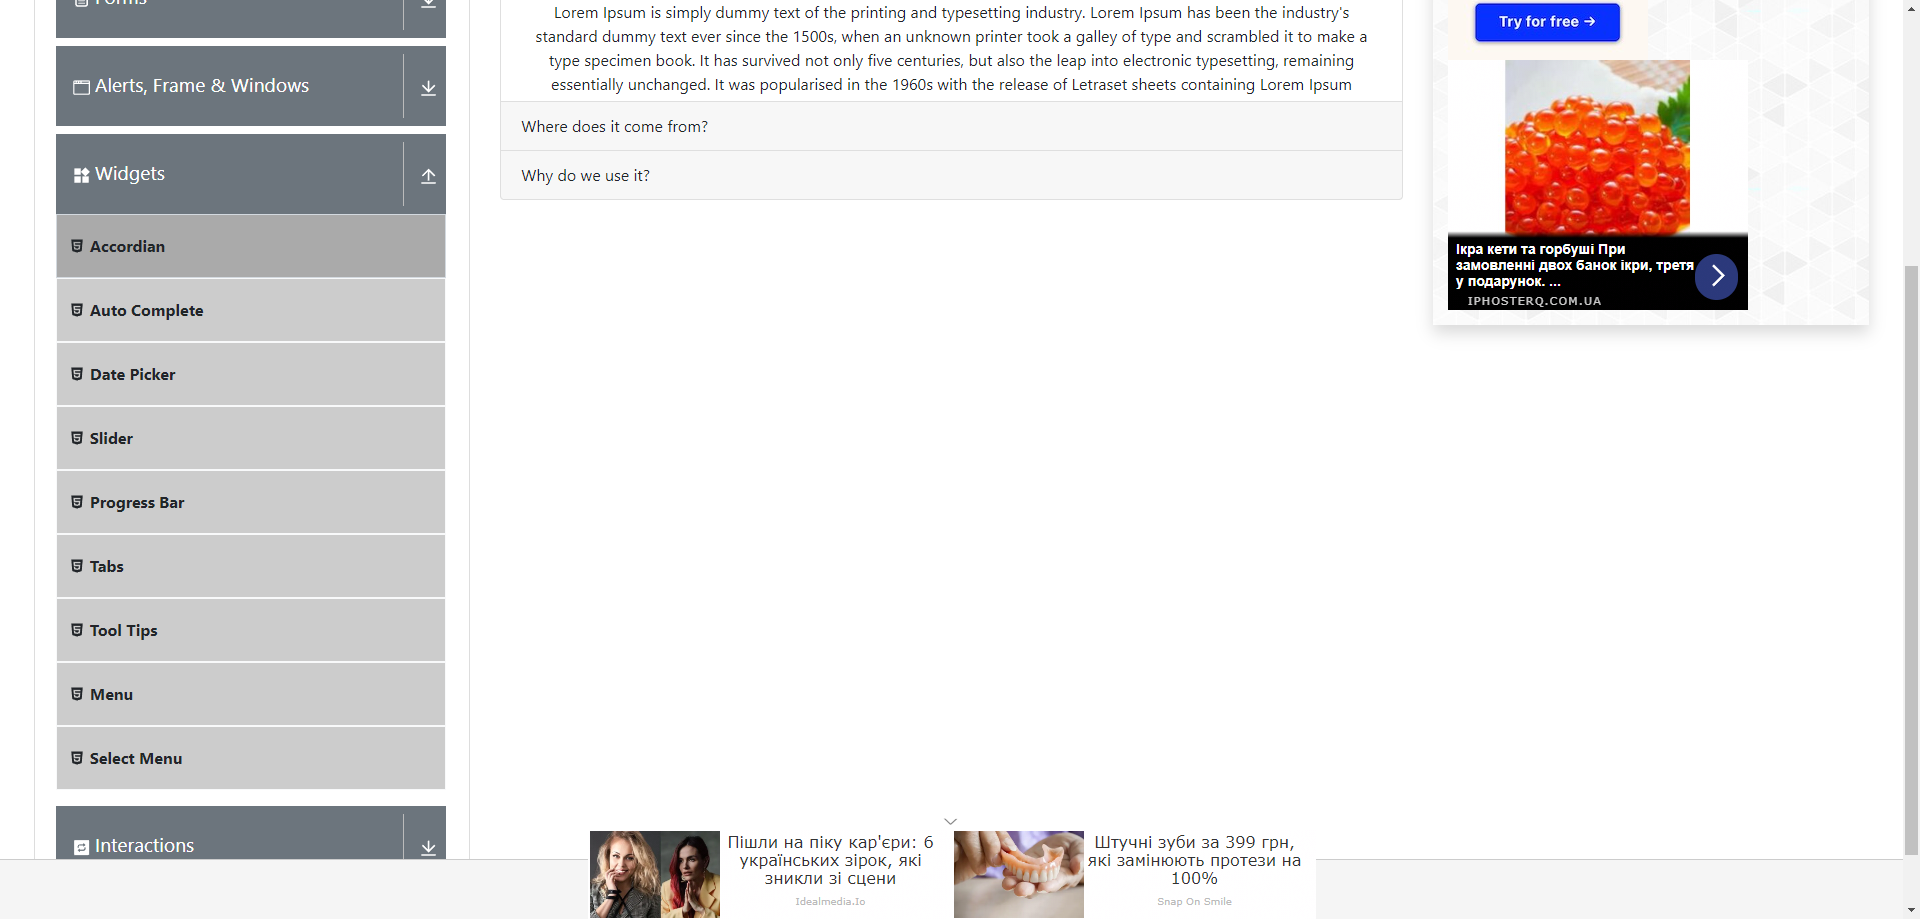 Forms
Alerts, Frame & Windows
Widgets
Accordian
Auto Complete
Date Picker
Slider
Progress Bar
Tabs
Tool Tips
Menu
Select Menu
Interactions
Lorem Ipsum is simply dummy text of the printing and typesetting industry. Lorem Ipsum has been the industry's
standard dummy text ever since the 1500s, when an unknown printer took a galley of type and scrambled it to make a
type specimen book. It has survived not only five centuries, but also the leap into electronic typesetting, remaining
essentially unchanged. It was popularised in the 1960s with the release of Letraset sheets containing Lorem Ipsum
Where does it come from?
Why do we use it?
Try for free →
Ікра кети та горбуші При
замовленні двох банок ікри, третя
у подарунок. ...
IPHOSTERQ.COM.UA
Пішли на піку кар'єри: 6
українських зірок, які
зникли зі сцени
Idealmedia.Io
Штучні зуби за 399 грн,
які замінюють протези на
100%
Snap On Smile